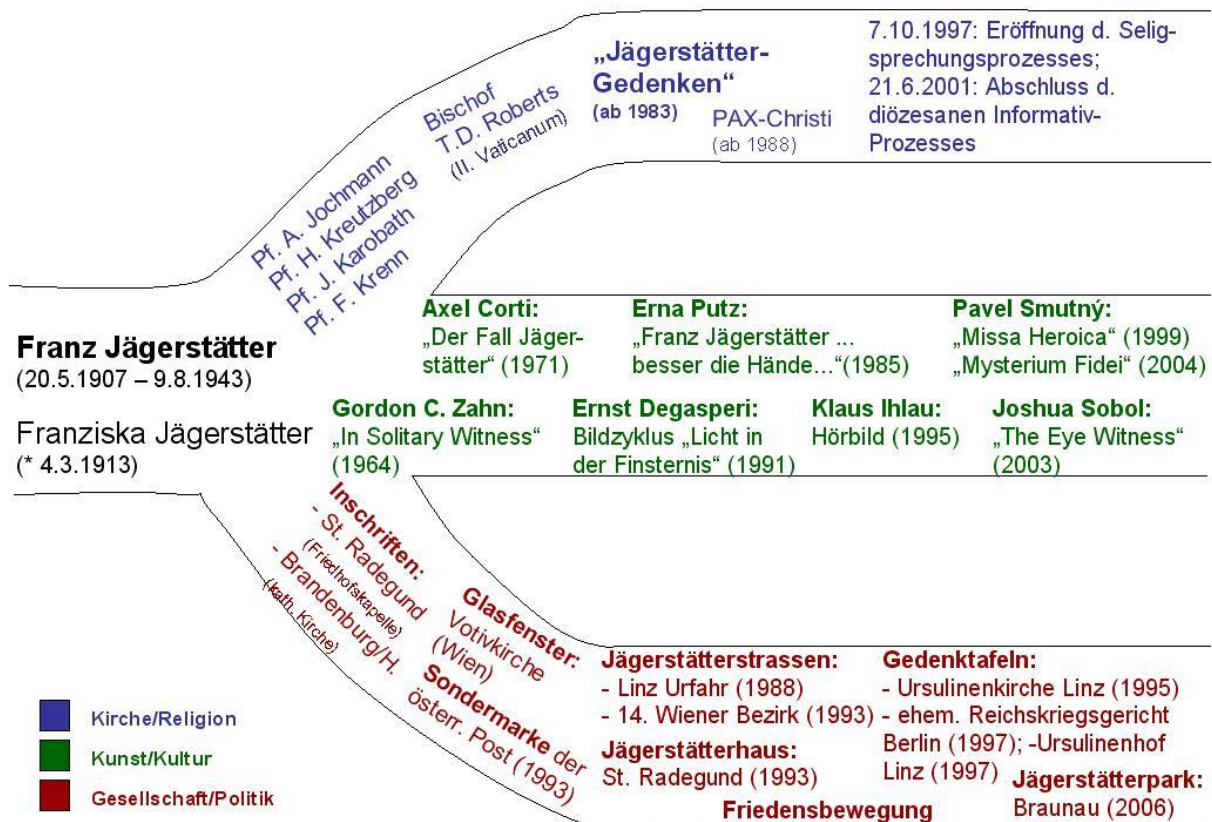 Franz Jägerstätter
(20.5.1907 – 9.8.1943)
Franziska Jägerstätter
(* 4.3.1913)
Pf. A. Jochmann
Pf. H. Kreutzberg
Pf. J. Karobath
Pf. F. Krenn
Bischof
T.D. Roberts
(II. Vaticanum)
„Jägerstätter-
Gedenken“
(ab 1983)
PAX-Christi
(ab 1988)
7.10.1997: Eröffnung d. Selig-
sprechungsprozesses;
21.6.2001: Abschluss d.
diözesanen Informativ-
Prozesses
Axel Corti:
„Der Fall Jäger-
stätter“ (1971)
Erna Putz:
„Franz Jägerstätter ...
besser die Hände...“(1985)
Pavel Smutný:
„Missa Heroica“ (1999)
„Mysterium Fidei“ (2004)
Gordon C. Zahn:
„In Solitary Witness“
(1964)
Ernst Degasperi:
Bildzyklus „Licht in
der Finsternis“ (1991)
Klaus Ihlau:
Hörbild (1995)
Joshua Sobol:
„The Eye Witness“
(2003)
Inschriften:
- St. Radegund
(Friedhofskapelle)
- Brandenburg/H.
(kath. Kirche)
Glasfenster:
Votivkirche
(Wien)
Sondermarke der
österr. Post (1993)
Jägerstätterstrassen:
- Linz Urfahr (1988)
- 14. Wiener Bezirk (1993)
Jägerstätterhaus:
St. Radegund (1993)
Gedenktafeln:
- Ursulinenkirche Linz (1995)
- ehem. Reichskriegsgericht
Berlin (1997); -Ursulinenhof
Linz (1997)
Jägerstätterpark:
Braunau (2006)
Friedensbewegung
Kirche/Religion
Kunst/Kultur
Gesellschaft/Politik